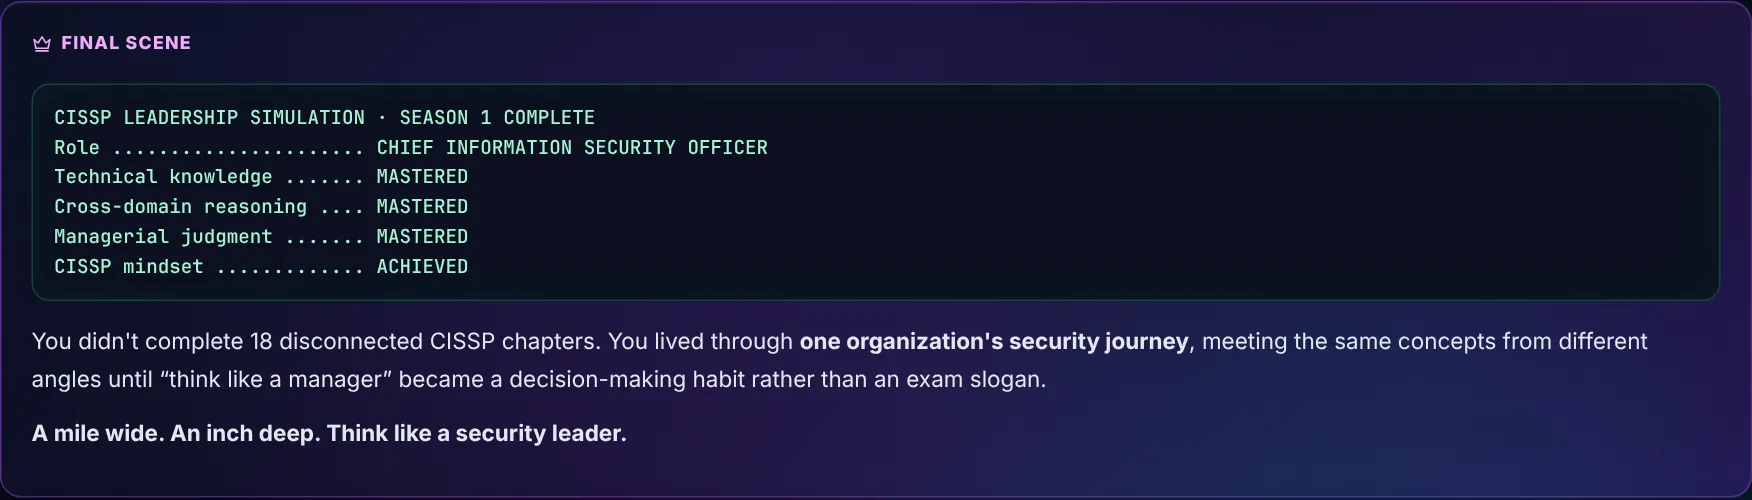 FINAL SCENE
CISSP LEADERSHIP SIMULATION · SEASON 1 COMPLETE
Role ...................... CHIEF INFORMATION SECURITY OFFICER
Technical knowledge ....... MASTERED
Cross-domain reasoning .... MASTERED
Managerial judgment ....... MASTERED
CISSP mindset ............. ACHIEVED
You didn't complete 18 disconnected CISSP chapters. You lived through one organization's security journey, meeting the same concepts from different
angles until “think like a manager” became a decision-making habit rather than an exam slogan.
A mile wide. An inch deep. Think like a security leader.